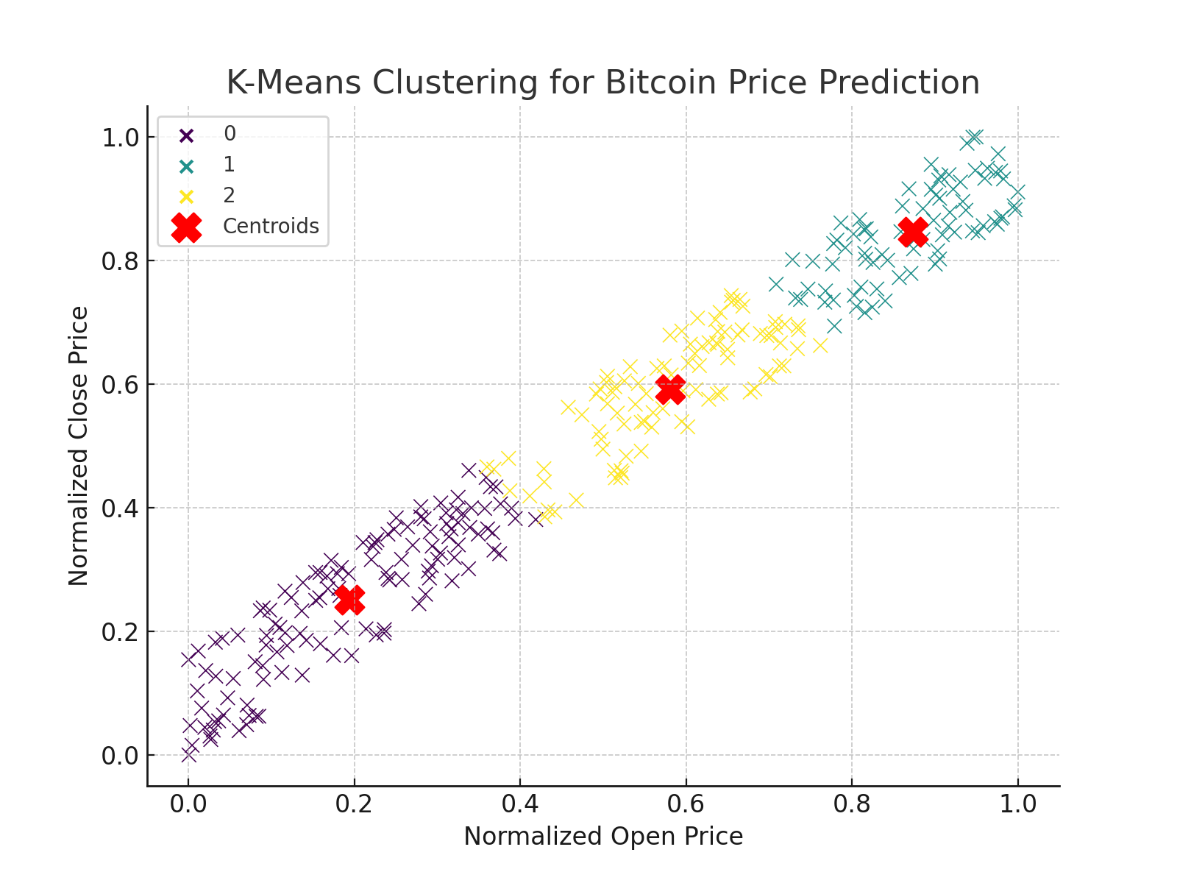 K-Means Clustering for Bitcoin Price Prediction
0
1
2
Centroids
Normalized Close Price
1.0
0.8
0.6
0.4
0.2
0.0
0.0 0.2 0.4 0.6 0.8 1.0
Normalized Open Price